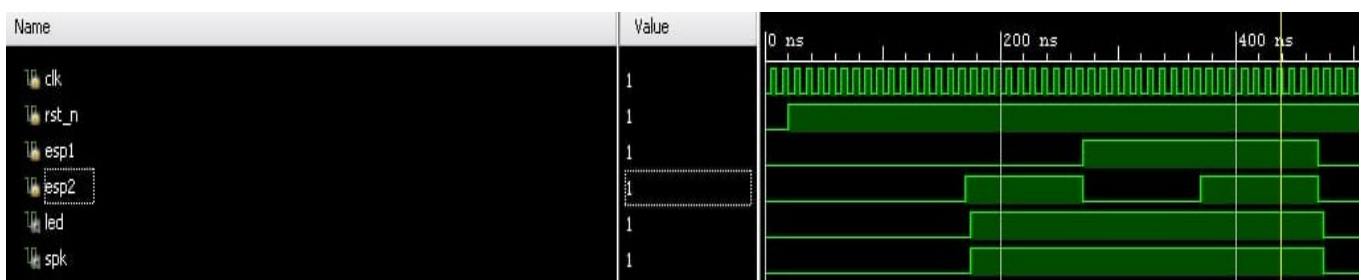 Name Value
0 ns 200 ns 400 ns
clk 1
rst_n 1
esp1 1
esp2 1
led 1
spk 1